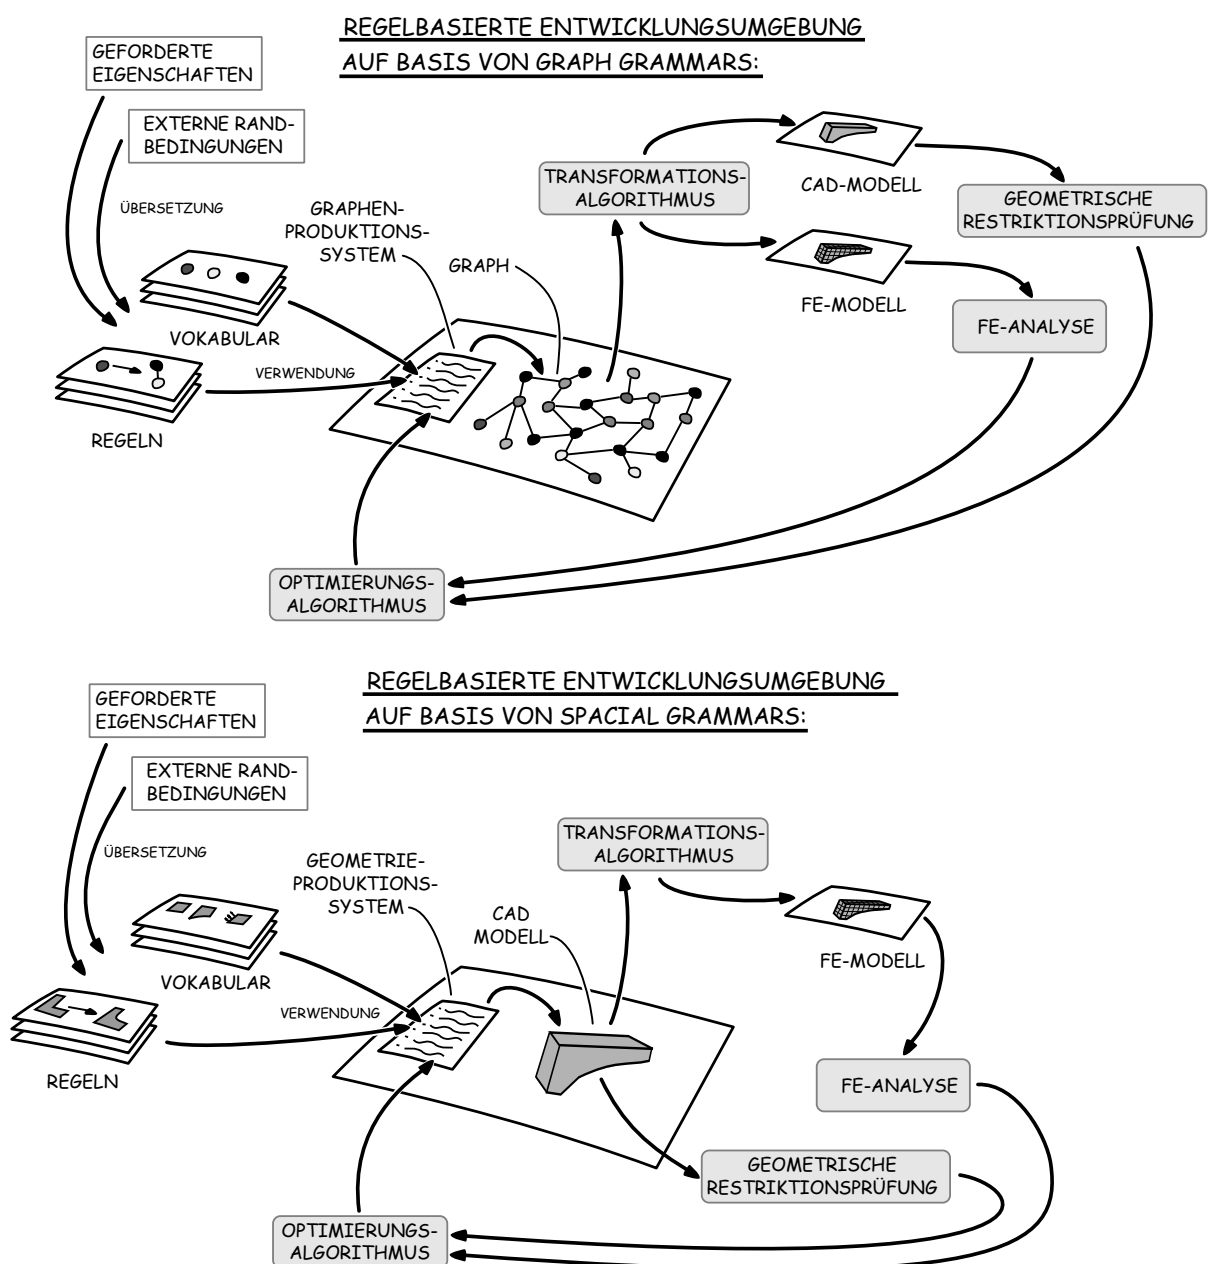 REGELBASIERTE ENTWICKLUNGSUMGEBUNG
AUF BASIS VON GRAPH GRAMMARS:
GEFORDERTE
EIGENSCHAFTEN
EXTERNE RAND-
BEDINGUNGEN
ÜBERSETZUNG
GRAPHEN-
PRODUKTIONS-
SYSTEM
GRAPH
TRANSFORMATIONS-
ALGORITHMUS
CAD-MODELL
GEOMETRISCHE
RESTRIKTIONSPRÜFUNG
FE-MODELL
FE-ANALYSE
VOKABULAR
VERWENDUNG
REGELN
OPTIMIERUNGS-
ALGORITHMUS
REGELBASIERTE ENTWICKLUNGSUMGEBUNG
AUF BASIS VON SPACIAL GRAMMARS:
GEFORDERTE
EIGENSCHAFTEN
EXTERNE RAND-
BEDINGUNGEN
ÜBERSETZUNG
GEOMETRIE-
PRODUKTIONS-
SYSTEM
CAD
MODELL
TRANSFORMATIONS-
ALGORITHMUS
FE-MODELL
VOKABULAR
VERWENDUNG
REGELN
FE-ANALYSE
GEOMETRISCHE
RESTRIKTIONSPRÜFUNG
OPTIMIERUNGS-
ALGORITHMUS